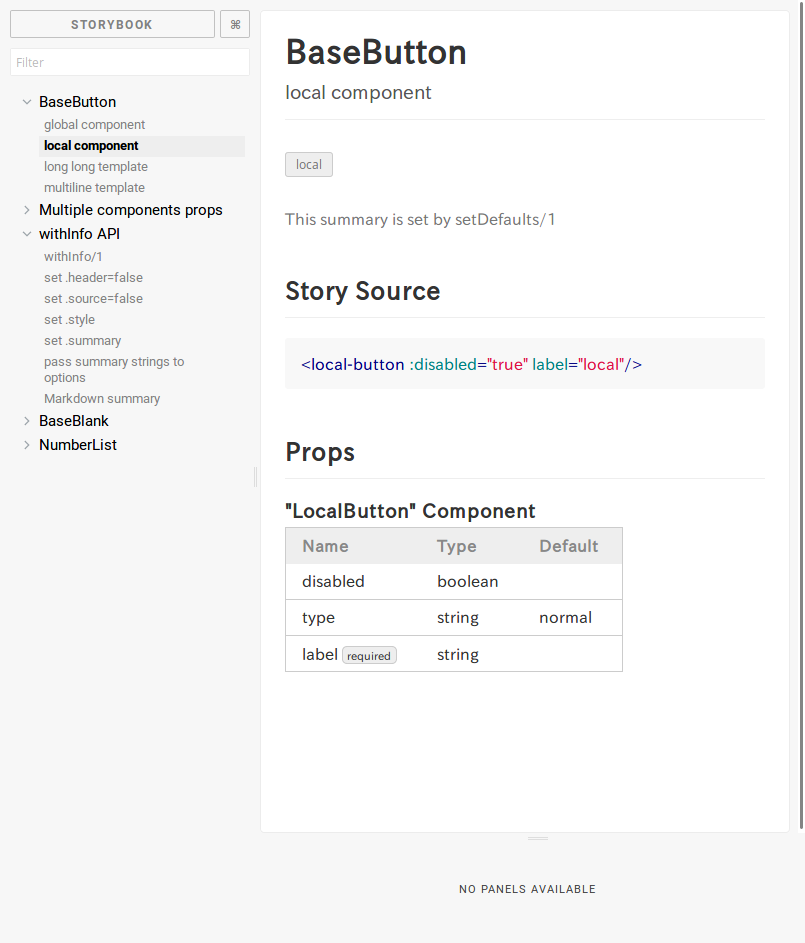 STORYBOOK
⌘
Filter
BaseButton
global component
local component
long long template
multiline template
Multiple components props
withInfo API
withInfo/1
set .header=false
set .source=false
set .style
set .summary
pass summary strings to
options
Markdown summary
BaseBlank
NumberList
BaseButton
local component
local
This summary is set by setDefaults/1
Story Source
<local-button :disabled="true" label="local"/>
Props
"LocalButton" Component
Name Type Default
disabled boolean
type string normal
label required string
NO PANELS AVAILABLE